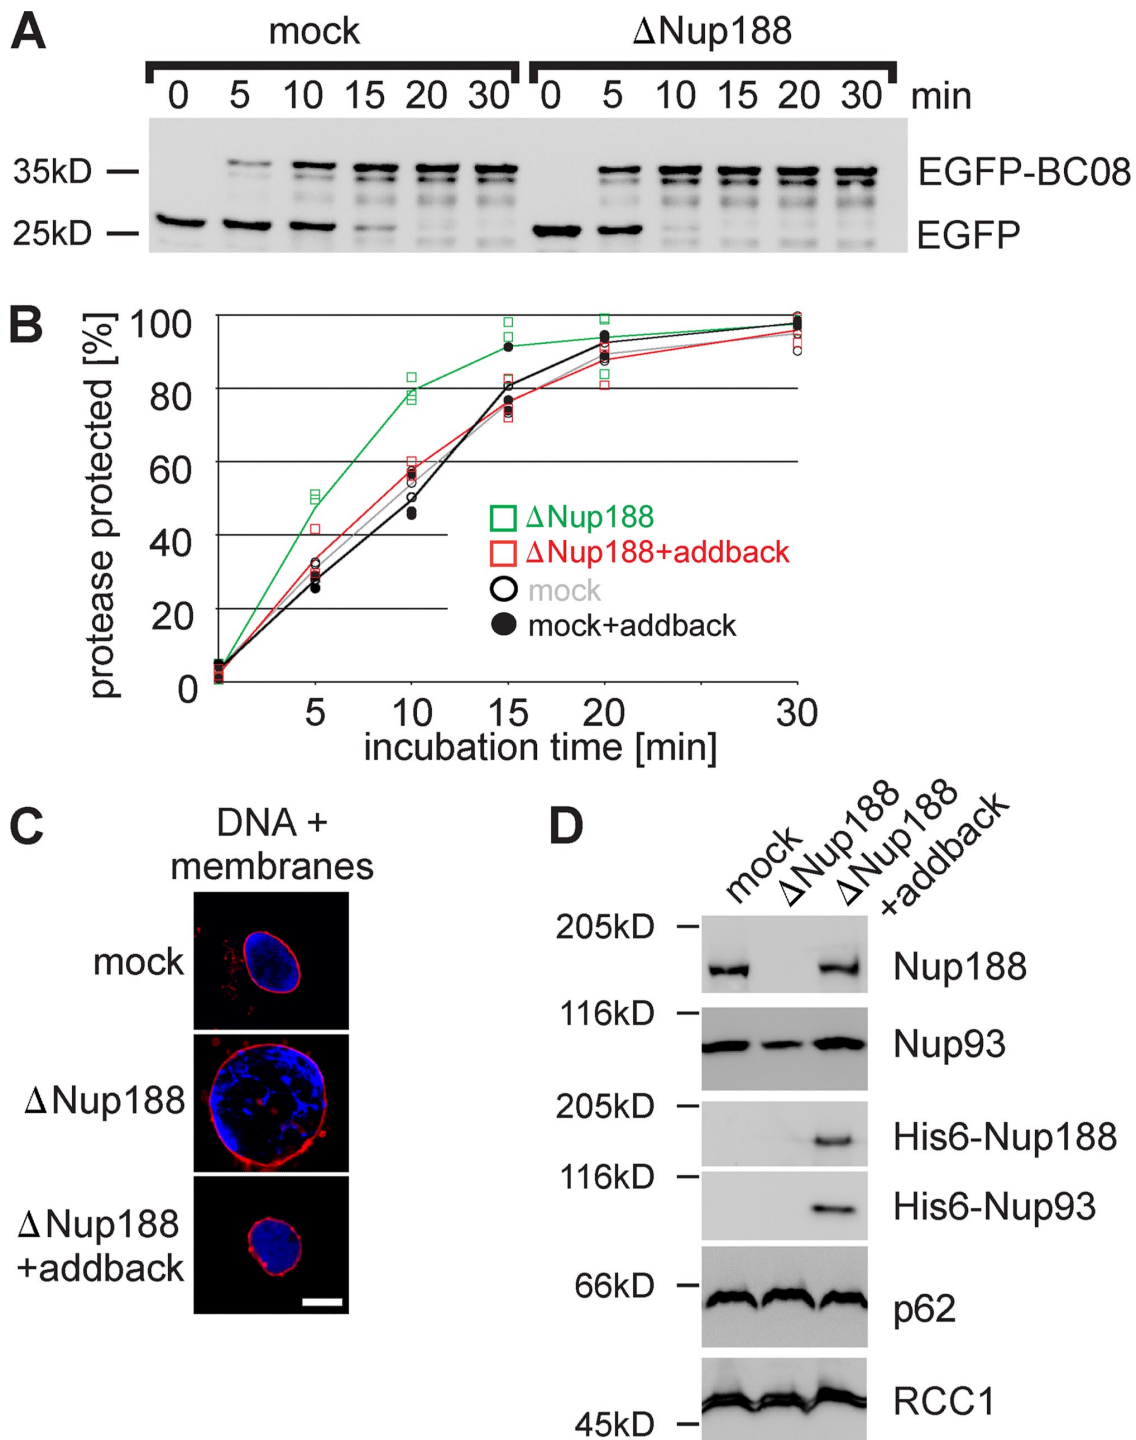 A
mock
ΔNup188
0 5 10 15 20 30 0 5 10 15 20 30 min
35kD
EGFP-BC08
25kD
EGFP
B
protease protected [%]
100
80
60
40
20
0
ΔNup188
ΔNup188+addback
mock
mock+addback
5 10 15 20 30
incubation time [min]
C
DNA +
membranes
mock
ΔNup188
ΔNup188
+addback
D
mock
ΔNup188
ΔNup188
+addback
205kD
Nup188
116kD
Nup93
205kD
His6-Nup188
116kD
His6-Nup93
66kD
p62
RCC1
45kD